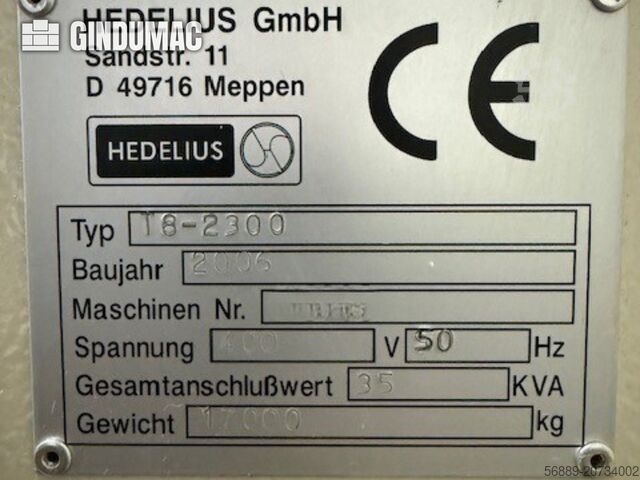 HEDELIUS GmbH
GINDUMAC
Sandstr. 11
D 49716 Meppen
CE
HEDELIUS
Typ T8-2300
Baujahr 2006
Maschinen Nr.
Spannung 400 V 50 Hz
Gesamtanschlußwert 35 KVA
Gewicht 17000 kg
56889-20734002